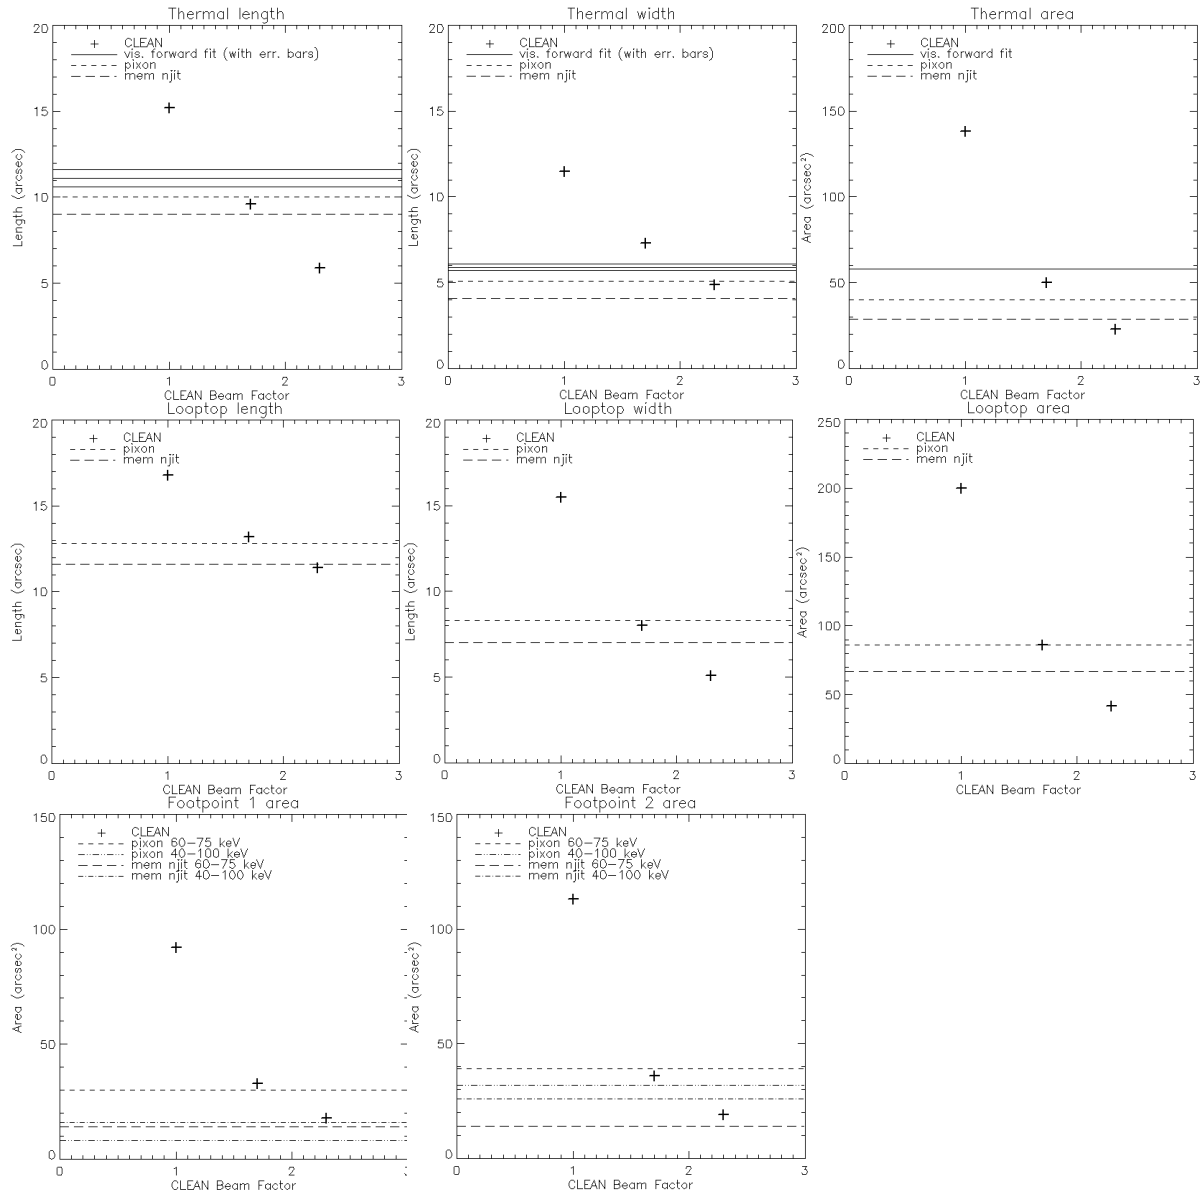 Thermal length
CLEAN
vis. forward fit (with err. bars)
pixon
mem njit
Length (arcsec)
20
15
10
5
0
0 1 2 3
CLEAN Beam Factor
Thermal width
CLEAN
vis. forward fit (with err. bars)
pixon
mem njit
Length (arcsec)
20
15
10
5
0
0 1 2 3
CLEAN Beam Factor
Thermal area
CLEAN
vis. forward fit
pixon
mem njit
Area (arcsec²)
200
150
100
50
0
0 1 2 3
CLEAN Beam Factor
Looptop length
CLEAN
pixon
mem njit
Length (arcsec)
20
15
10
5
0
0 1 2 3
CLEAN Beam Factor
Looptop width
CLEAN
pixon
mem njit
Length (arcsec)
20
15
10
5
0
0 1 2 3
CLEAN Beam Factor
Looptop area
CLEAN
pixon
mem njit
Area (arcsec²)
250
200
150
100
50
0
0 1 2 3
CLEAN Beam Factor
Footpoint 1 area
CLEAN
pixon 60-75 keV
pixon 40-100 keV
mem njit 60-75 keV
mem njit 40-100 keV
Area (arcsec²)
150
100
50
0
0 1 2
CLEAN Beam Factor
Footpoint 2 area
CLEAN
pixon 60-75 keV
pixon 40-100 keV
mem njit 60-75 keV
mem njit 40-100 keV
Area (arcsec²)
150
100
50
0
0 1 2 3
CLEAN Beam Factor